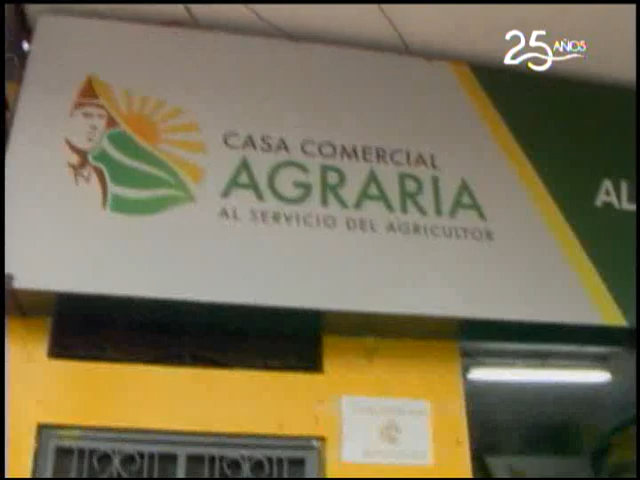 25 AÑOS
CASA COMERCIAL
AGRARIA
AL SERVICIO DEL AGRICULTOR
AL